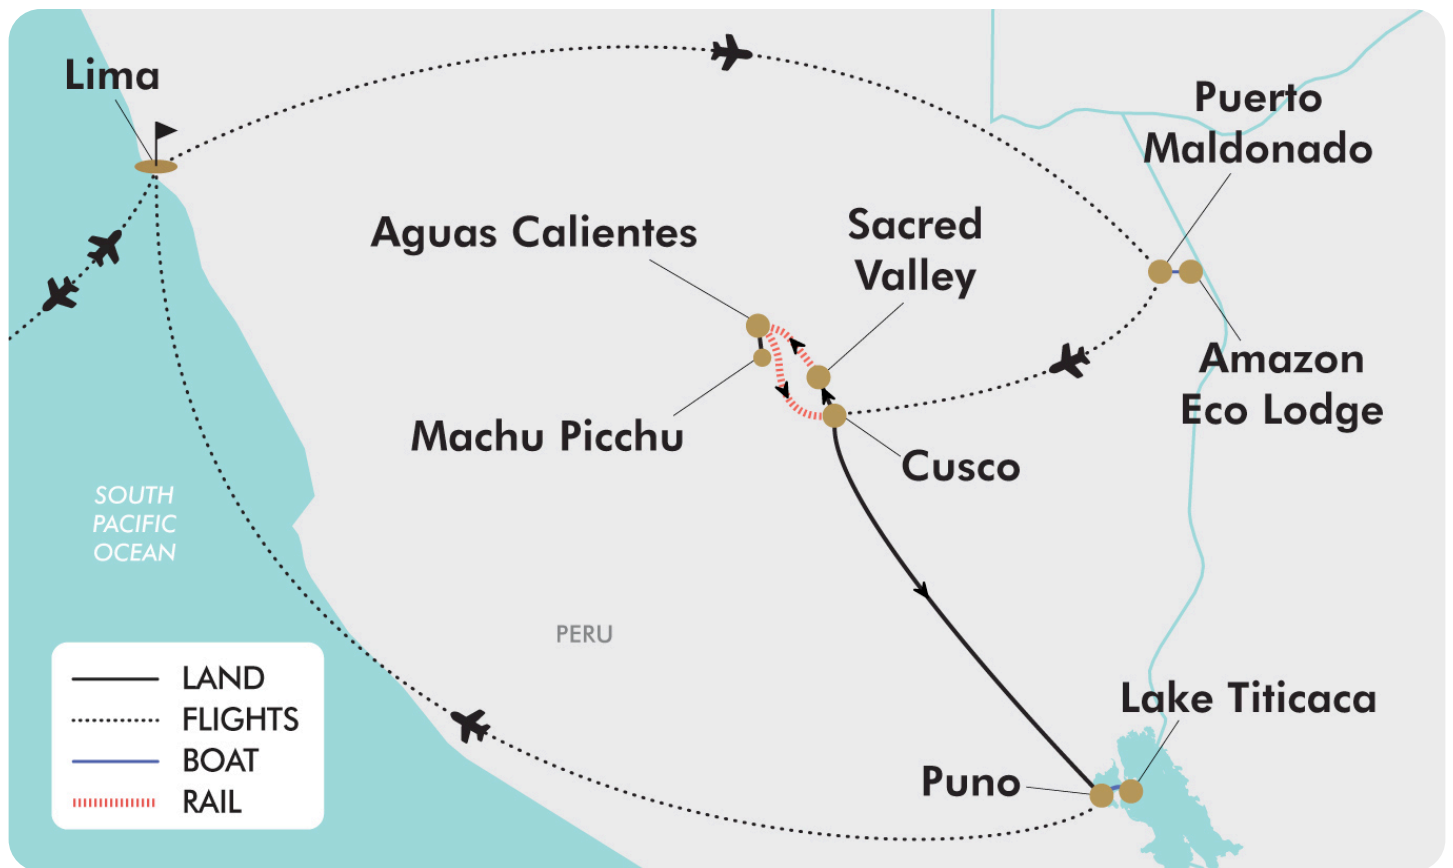 Lima
Puerto
Maldonado
Aguas Calientes
Sacred
Valley
Amazon
Eco Lodge
Machu Picchu
Cusco
SOUTH
PACIFIC
OCEAN
PERU
LAND
FLIGHTS
BOAT
RAIL
Lake Titicaca
Puno